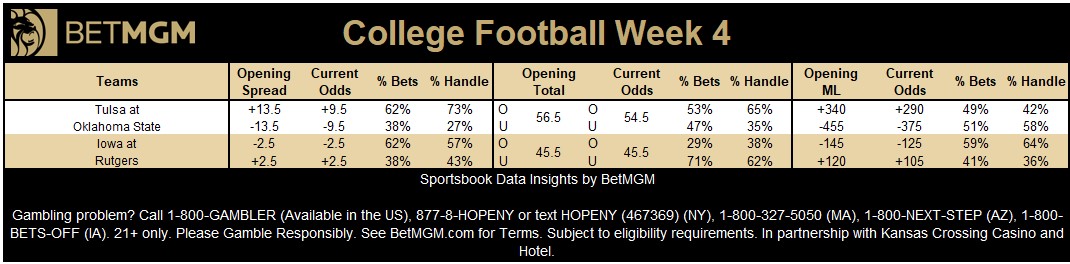 BETMGM College Football Week 4
Teams Opening Spread Current Odds % Bets % Handle Opening Total Current Odds % Bets % Handle Opening ML Current Odds % Bets % Handle
Tulsa at +13.5 +9.5 62% 73% O 56.5 O 54.5 53% 65% +340 +290 49% 42%
Oklahoma State -13.5 -9.5 38% 27% U U 47% 35% -455 -375 51% 58%
Iowa at -2.5 -2.5 62% 57% O 45.5 O 45.5 29% 38% -145 -125 59% 64%
Rutgers +2.5 +2.5 38% 43% U U 71% 62% +120 +105 41% 36%
Sportsbook Data Insights by BetMGM
Gambling problem? Call 1-800-GAMBLER (Available in the US), 877-8-HOPENY or text HOPENY (467369) (NY), 1-800-327-5050 (MA), 1-800-NEXT-STEP (AZ), 1-800-
BETS-OFF (IA). 21+ only. Please Gamble Responsibly. See BetMGM.com for Terms. Subject to eligibility requirements. In partnership with Kansas Crossing Casino and
Hotel.